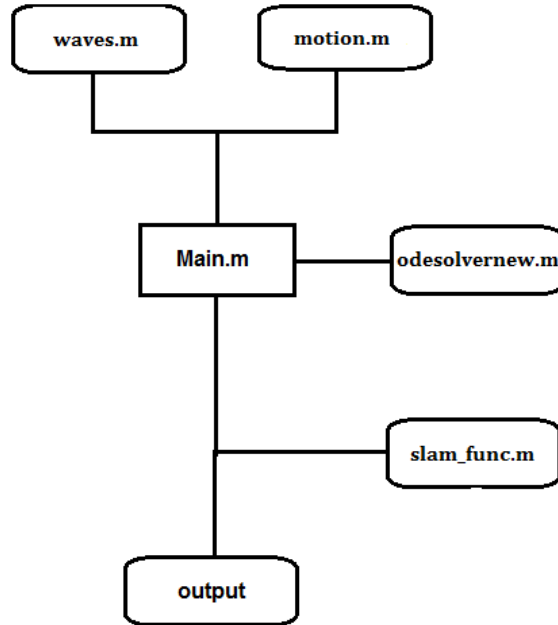 waves.m
motion.m
Main.m
odesolvernew.m
slam_func.m
output